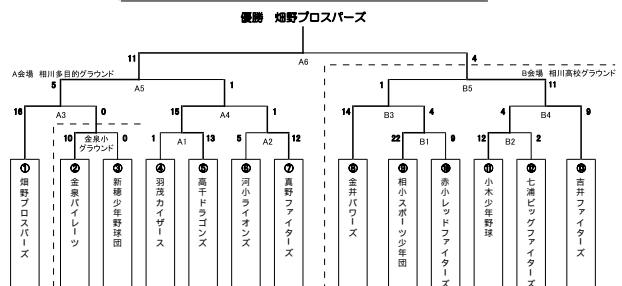 優勝 畑野プロスパーズ
11 4
A6
A会場 相川多目的グラウンド
B会場 相川高校グラウンド
5 1 1 11
A5 B5
16 0 15 1 14 4 4 9
A3 A4 B3 B4
10 金泉小グラウンド 0 1 A1 13 5 A2 12 22 B1 9 12 B2 2
① 畑野プロスパーズ
② 金泉パイレーツ
③ 新穂少年野球団
④ 羽茂カイザース
⑤ 高千ドラゴンズ
⑥ 河小ライオンズ
⑦ 真野ファイターズ
⑧ 金井パワーズ
⑨ 相小スポーツ少年団
⑩ 赤小レッドファイターズ
⑪ 小木少年野球
⑫ 七浦ビッグファイターズ
⑬ 吉井ファイターズ